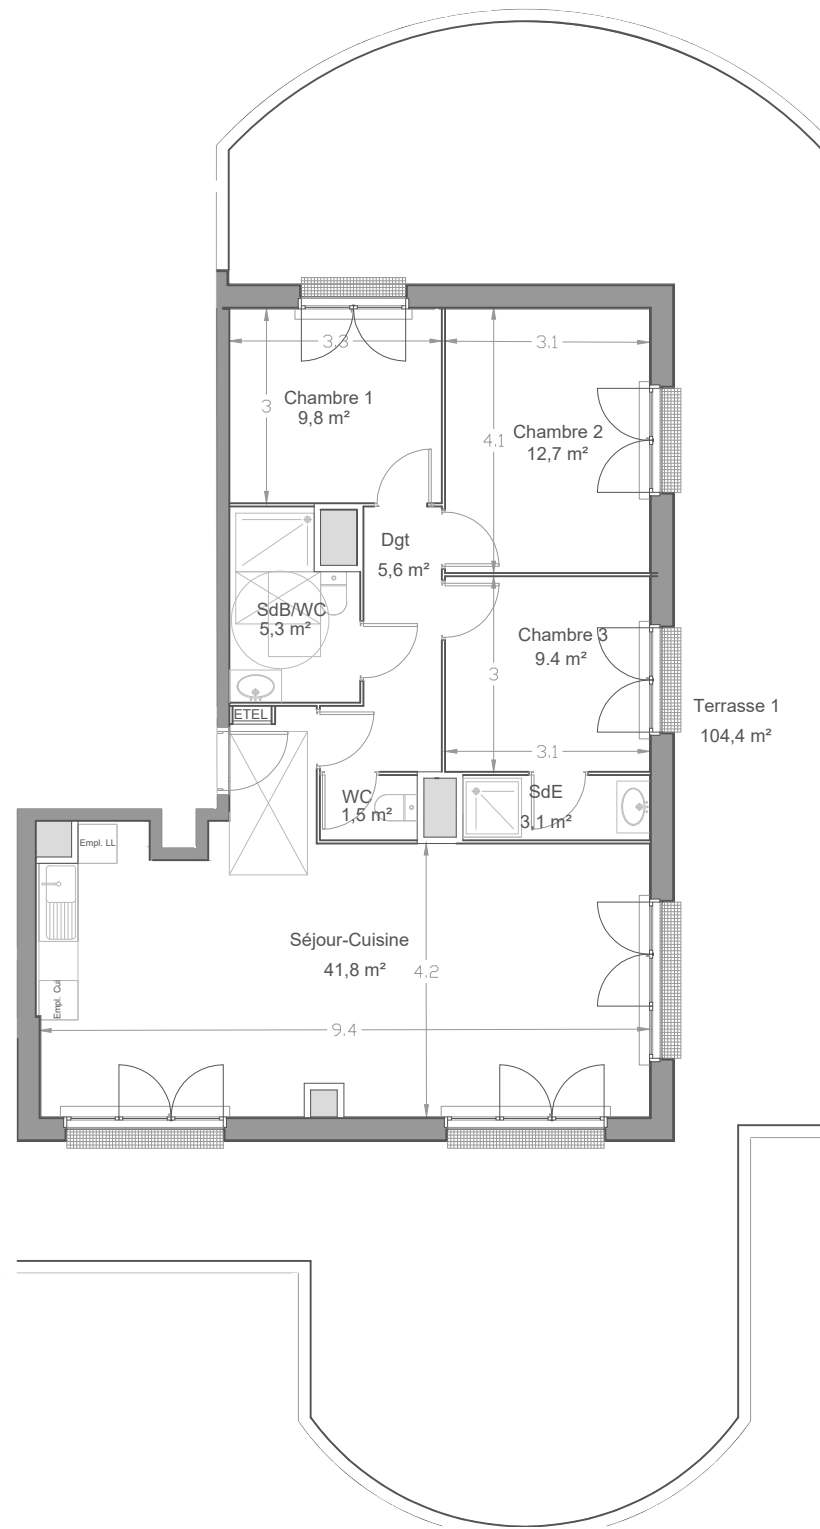 3.3
3.1
3
Chambre 1
9,8 m²
4.1
Chambre 2
12,7 m²
Dgt
5,6 m²
SdB/WC
5,3 m²
Chambre 3
9.4 m²
3
3.1
Terrasse 1
104,4 m²
ETEL
WC
1,5 m²
SdE
3,1 m²
Empl. LL
Séjour-Cuisine
41,8 m²
4.2
Empl. Cui
9.4